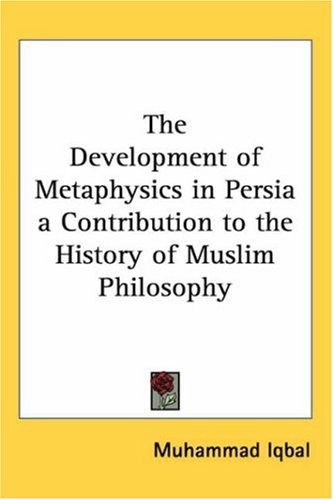 The
Development of
Metaphysics in Persia
a Contribution to the
History of Muslim
Philosophy
Muhammad Iqbal